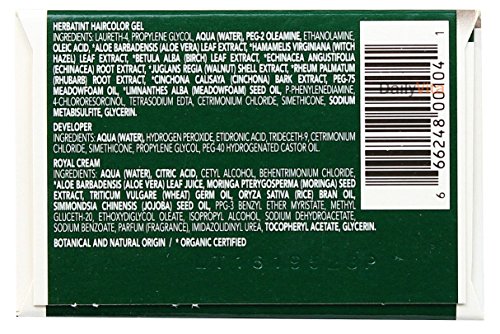 HERBATINT HAIRCOLOR GEL
INGREDIENTS: LAURETH-4, PROPYLENE GLYCOL, AQUA (WATER), PEG-2 OLEAMINE, ETHANOLAMINE,
OLEIC ACID, *ALOE BARBADENSIS (ALOE VERA) LEAF EXTRACT, *HAMAMELIS VIRGINIANA (WITCH
HAZEL) LEAF EXTRACT, *BETULA ALBA (BIRCH) LEAF EXTRACT, *ECHINACEA ANGUSTIFOLIA
(ECHINACEA) ROOT EXTRACT, *JUGLANS REGIA (WALNUT) SHELL EXTRACT, *RHEUM PALMATUM
(RHUBARB) ROOT EXTRACT, *CINCHONA CALISAYA (CINCHONA) BARK EXTRACT, PEG-75
MEADOWFOAM OIL, *LIMNANTHES ALBA (MEADOWFOAM) SEED OIL, P-PHENYLENEDIAMINE,
4-CHLORORESORCINOL, TETRASODIUM EDTA, CETRIMONIUM CHLORIDE, SIMETHICONE, SODIUM
METABISULFITE, GLYCERIN.
DEVELOPER
INGREDIENTS: AQUA (WATER), HYDROGEN PEROXIDE, ETIDRONIC ACID, TRIDECETH-9, CETRIMONIUM
CHLORIDE, SIMETHICONE, PROPYLENE GLYCOL, PEG-40 HYDROGENATED CASTOR OIL.
ROYAL CREAM
INGREDIENTS: AQUA (WATER), CITRIC ACID, CETYL ALCOHOL, BEHENTRIMONIUM CHLORIDE,
*ALOE BARBADENSIS (ALOE VERA) LEAF JUICE, MORINGA PTERYGOSPERMA (MORINGA) SEED
EXTRACT, TRITICUM VULGARE (WHEAT) GERM OIL, ORYZA SATIVA (RICE) BRAN OIL,
SIMMONDSIA CHINENSIS (JOJOBA) SEED OIL, PPG-3 BENZYL ETHER MYRISTATE, METHYL
GLUCETH-20, ETHOXYDIGLYCOL OLEATE, ISOPROPYL ALCOHOL, SODIUM DEHYDROACETATE,
SODIUM BENZOATE, PARFUM (FRAGRANCE), IMIDAZOLIDINYL UREA, TOCOPHERYL ACETATE, GLYCERIN.
BOTANICAL AND NATURAL ORIGIN / * ORGANIC CERTIFIED
6 66248 00104 1